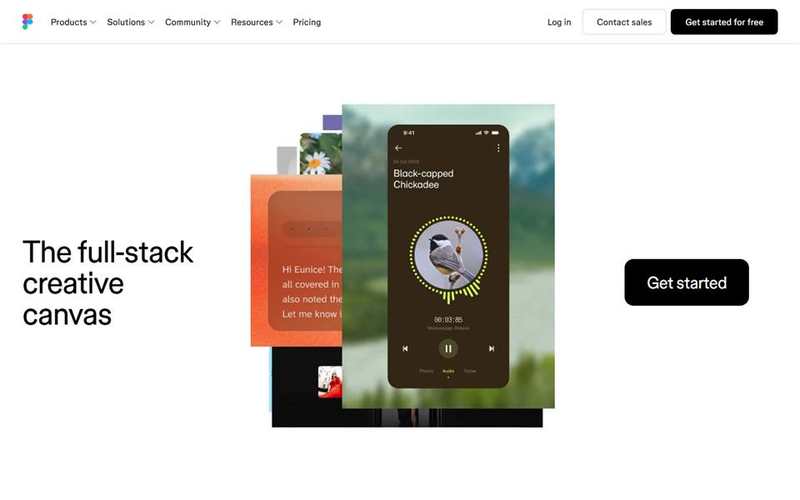 Products
Solutions
Community
Resources
Pricing
Log in
Contact sales
Get started for free
The full-stack
creative
canvas
Hi Eunice! The
all covered in
also noted the
Let me know i
9:41
Black-capped
Chickadee
00:03:85
Photos
Audio
Get started